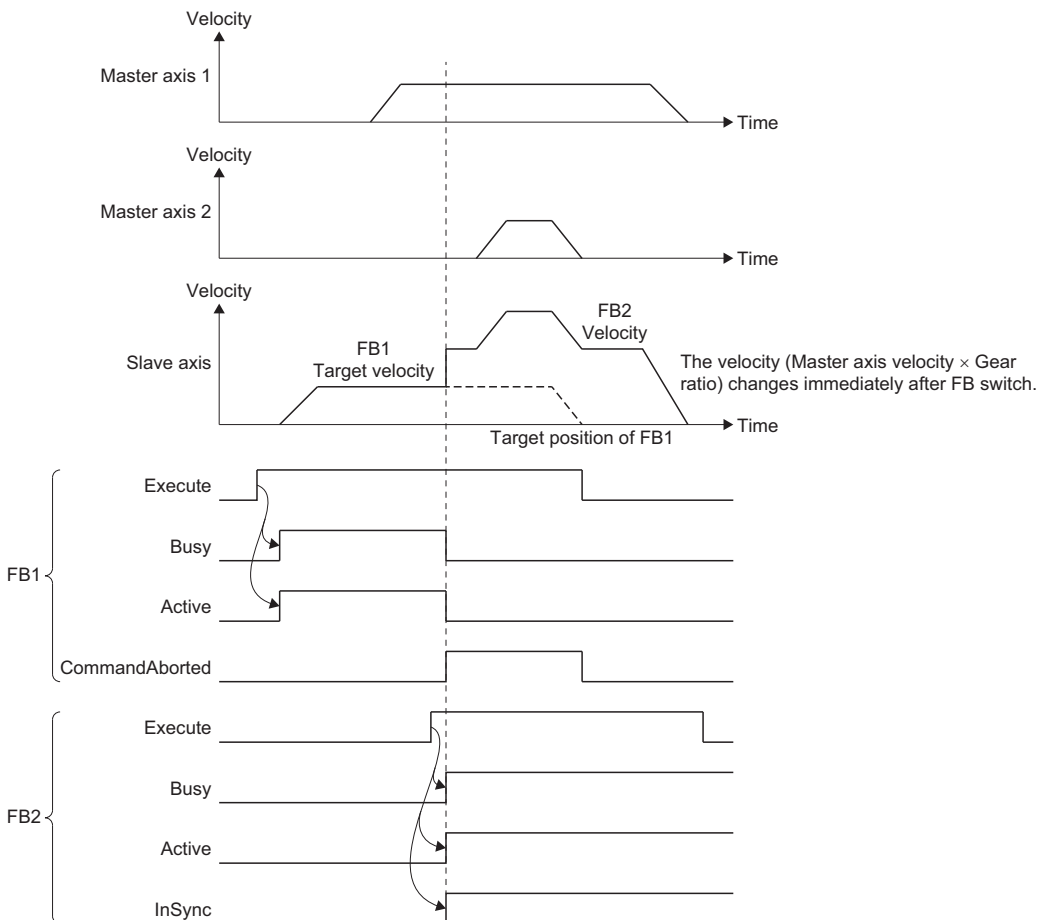 Velocity
Master axis 1
Time
Velocity
Master axis 2
Time
Velocity
Slave axis
FB1
Target velocity
FB2
Velocity
The velocity (Master axis velocity × Gear
ratio) changes immediately after FB switch.
Time
Target position of FB1
FB1
Execute
Busy
Active
CommandAborted
FB2
Execute
Busy
Active
InSync